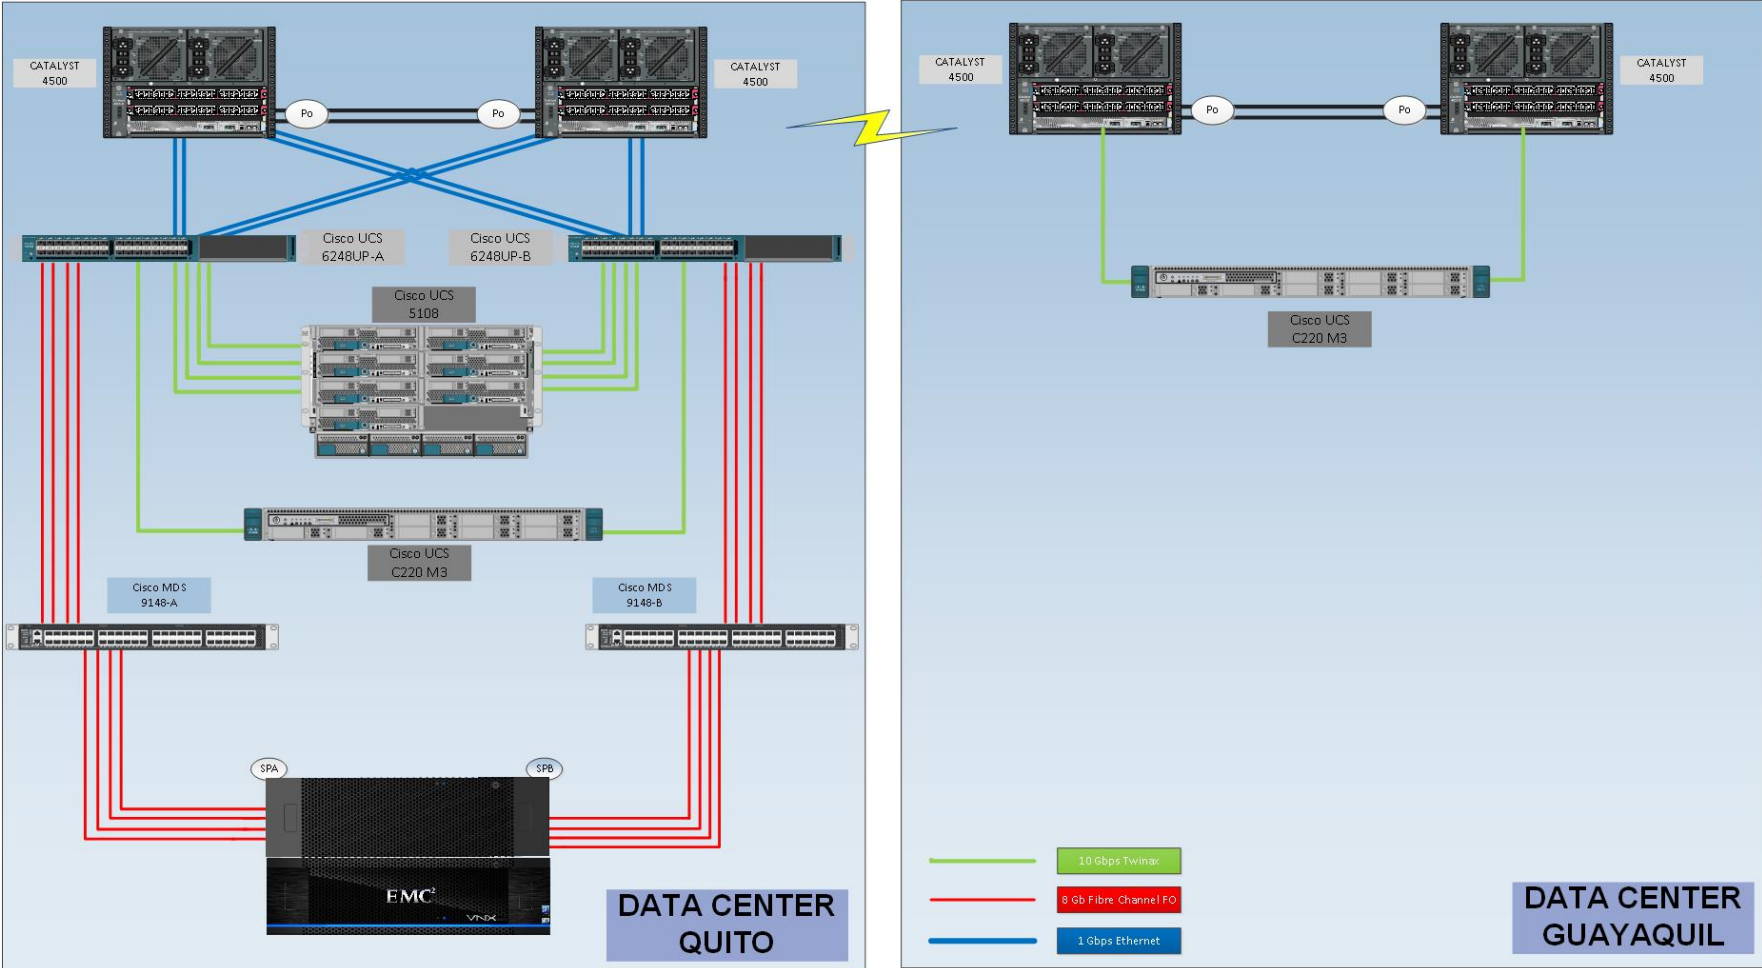 CATALYST
4500
Po
Po
CATALYST
4500
CATALYST
4500
Po
Po
CATALYST
4500
Cisco UCS
6248UP-A
Cisco UCS
6248UP-B
Cisco UCS
5108
Cisco UCS
C220 M3
Cisco UCS
C220 M3
Cisco MDS
9148-A
Cisco MDS
9148-B
SPA
SPB
EMC²
VNX
DATA CENTER
QUITO
10 Gbps Twinax
8 Gb Fibre Channel FO
1 Gbps Ethernet
DATA CENTER
GUAYAQUIL